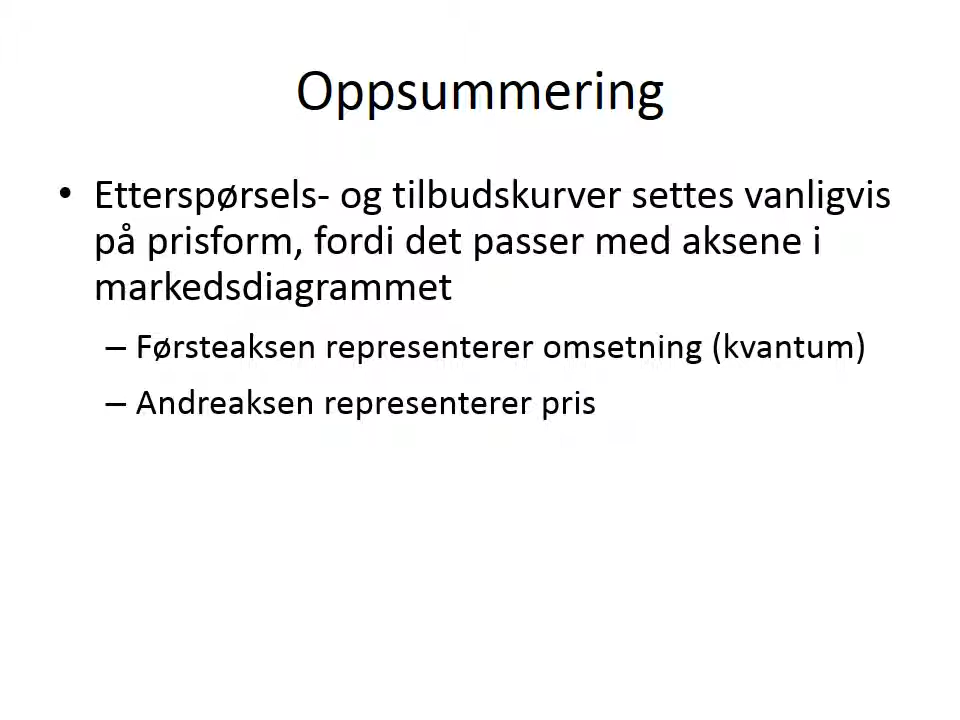 Oppsummering
• Etterspørsels- og tilbudskurver settes vanligvis
på prisform, fordi det passer med aksene i
markedsdiagrammet
– Førsteaksen representerer omsetning (kvantum)
– Andreaksen representerer pris